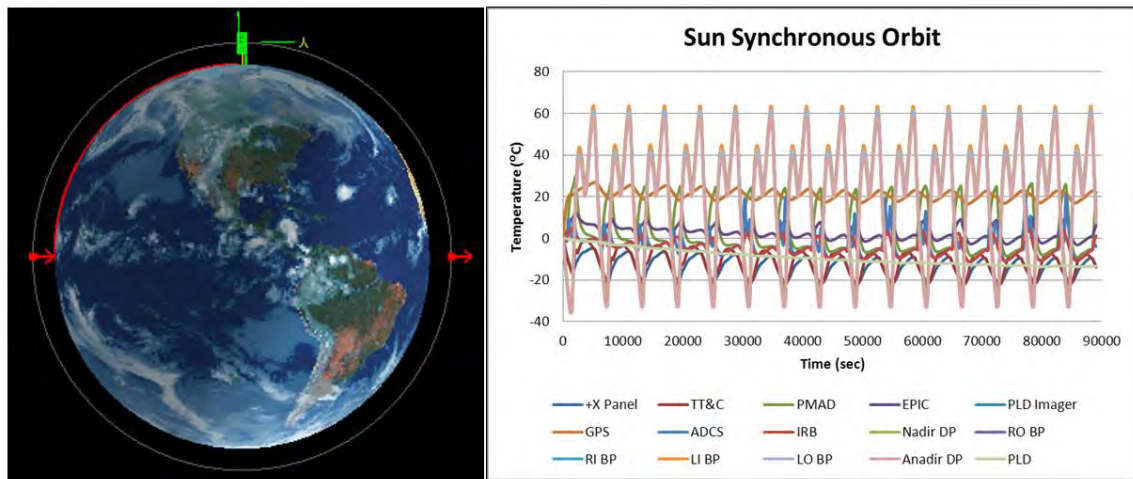 Sun Synchronous Orbit
80
60
40
20
0
-20
-40
Temperature (°C)
0 10000 20000 30000 40000 50000 60000 70000 80000 90000
Time (sec)
+X Panel TT&C PMAD EPIC PLD Imager
GPS ADCS IRB Nadir DP RO BP
RI BP LI BP LO BP Anadir DP PLD